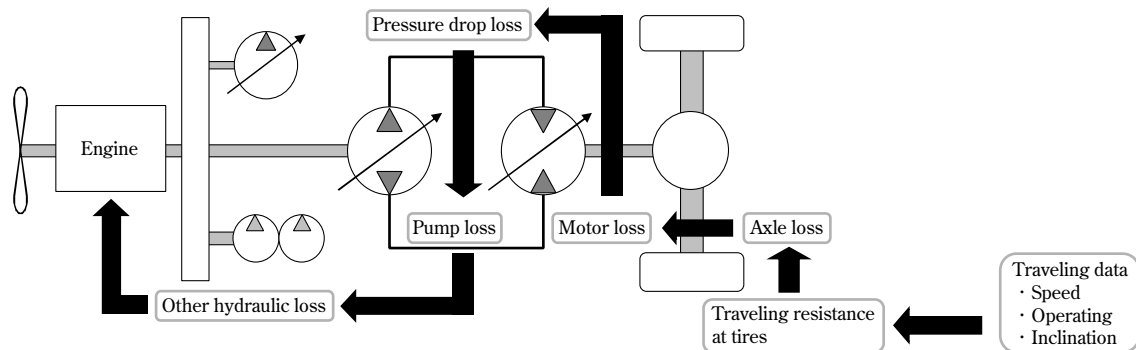 Pressure drop loss
Engine
Pump loss
Motor loss
Axle loss
Other hydraulic loss
Traveling resistance
at tires
Traveling data
・Speed
・Operating
・Inclination